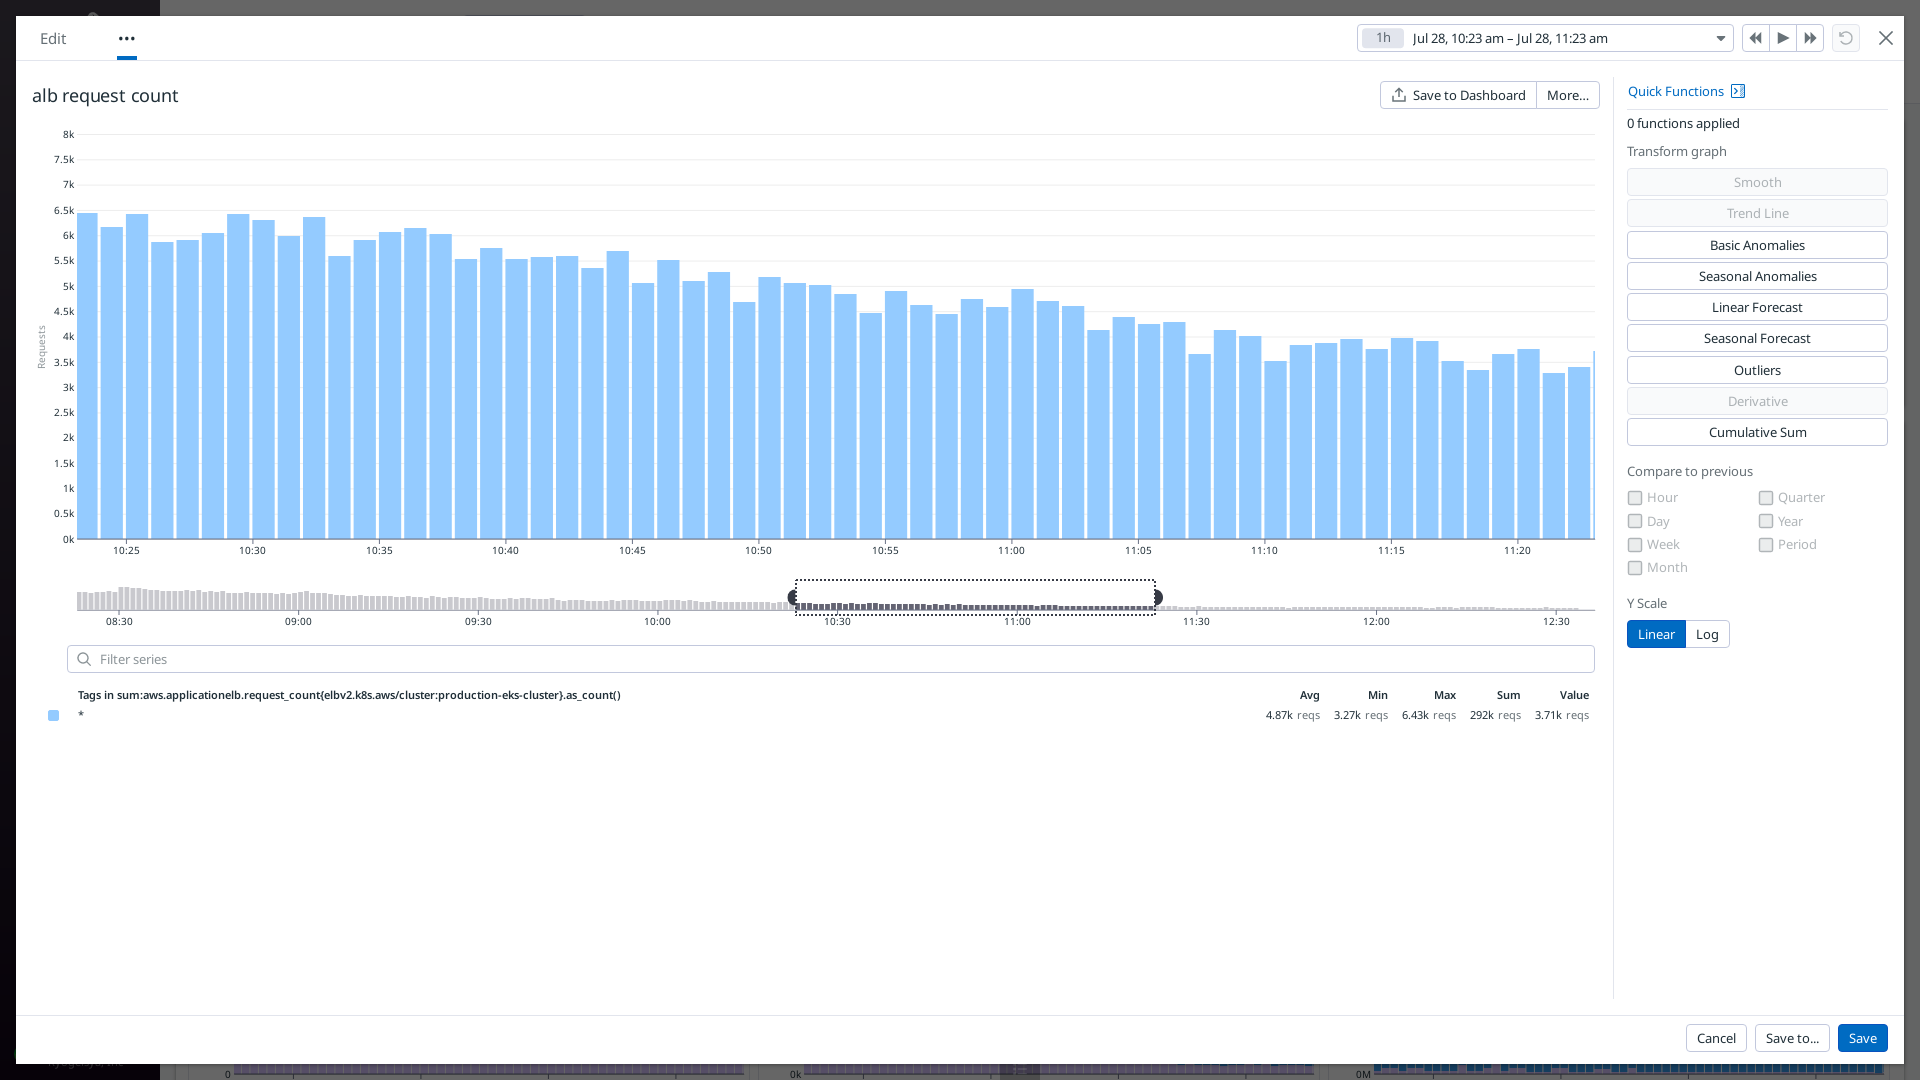 Edit
1h Jul 28, 10:23 am – Jul 28, 11:23 am
alb request count
Save to Dashboard More...
8k
7.5k
7k
6.5k
6k
5.5k
5k
4.5k
4k
3.5k
3k
2.5k
2k
1.5k
1k
0.5k
0k
Requests
10:25 10:30 10:35 10:40 10:45 10:50 10:55 11:00 11:05 11:10 11:15 11:20
08:30 09:00 09:30 10:00 10:30 11:00 11:30 12:00 12:30
Filter series
Tags in sum:aws.applicationelb.request_count{elbv2.k8s.aws/cluster:production-eks-cluster}.as_count() Avg Min Max Sum Value
* 4.87k reqs 3.27k reqs 6.43k reqs 292k reqs 3.71k reqs
Quick Functions
0 functions applied
Transform graph
Smooth
Trend Line
Basic Anomalies
Seasonal Anomalies
Linear Forecast
Seasonal Forecast
Outliers
Derivative
Cumulative Sum
Compare to previous
Hour Quarter
Day Year
Week Period
Month
Y Scale
Linear Log
Cancel Save to... Save
0 0k 0M